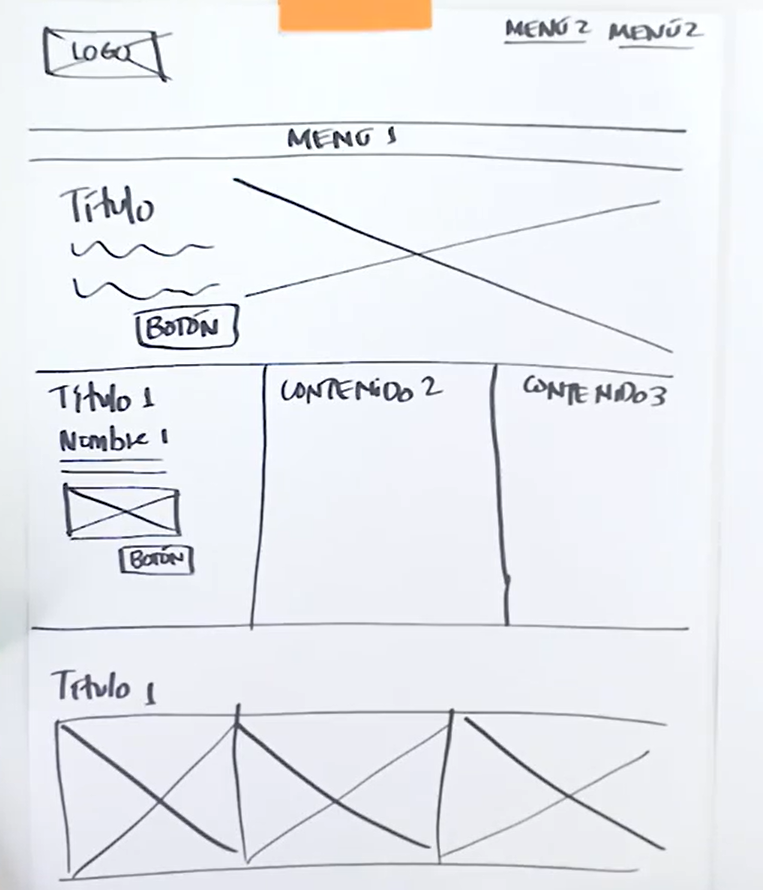 LOGO
MENÚ 2 MENÚ 2
MENÚ 1
Título
BOTÓN
Título 1
Nombre 1
BOTÓN
CONTENIDO 2
CONTENIDO 3
Título 1